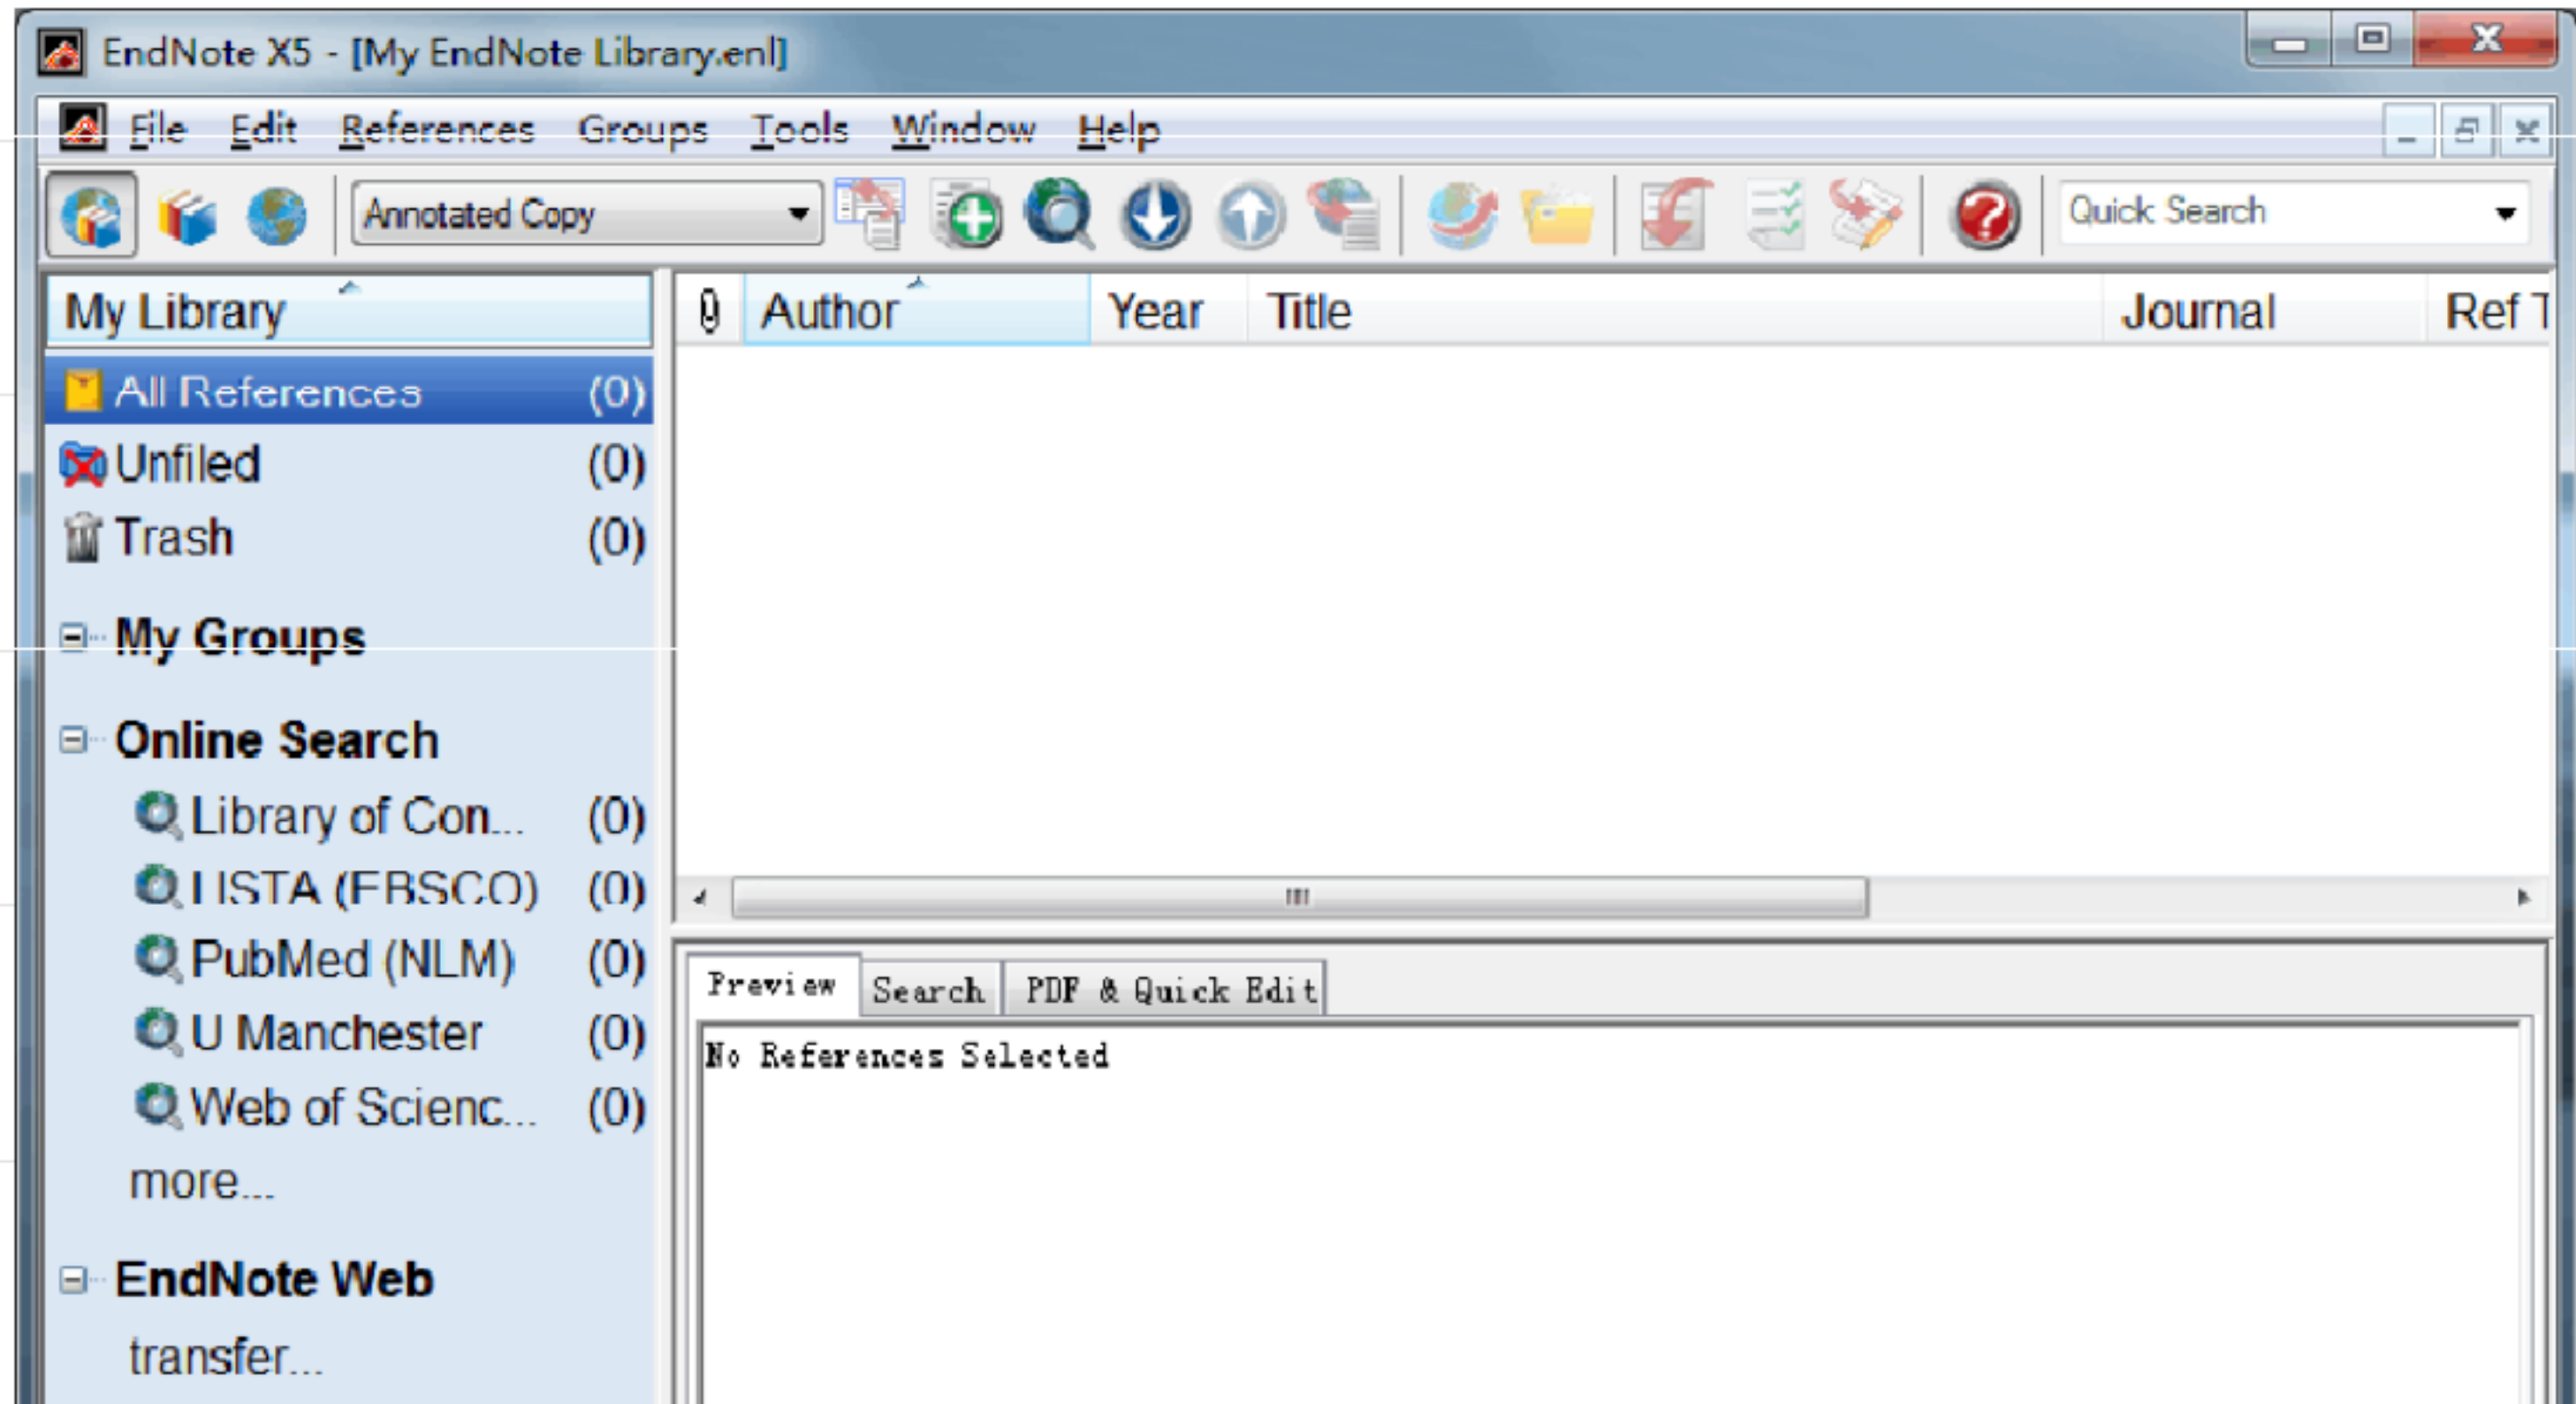 EndNote X5 - [My EndNote Library.enl]
File Edit References Groups Tools Window Help
Annotated Copy Quick Search
My Library Author Year Title Journal Ref T
All References (0)
Unfiled (0)
Trash (0)
My Groups
Online Search
Library of Con... (0)
LISTA (EBSCO) (0)
PubMed (NLM) (0)
U Manchester (0)
Web of Scienc... (0)
more...
EndNote Web
transfer...
Preview Search PDF & Quick Edit
No References Selected